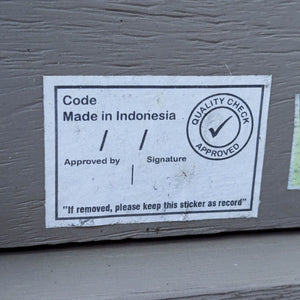 Code
Made in Indonesia
/ /
Approved by | Signature
QUALITY CHECK
APPROVED
"If removed, please keep this sticker as record"